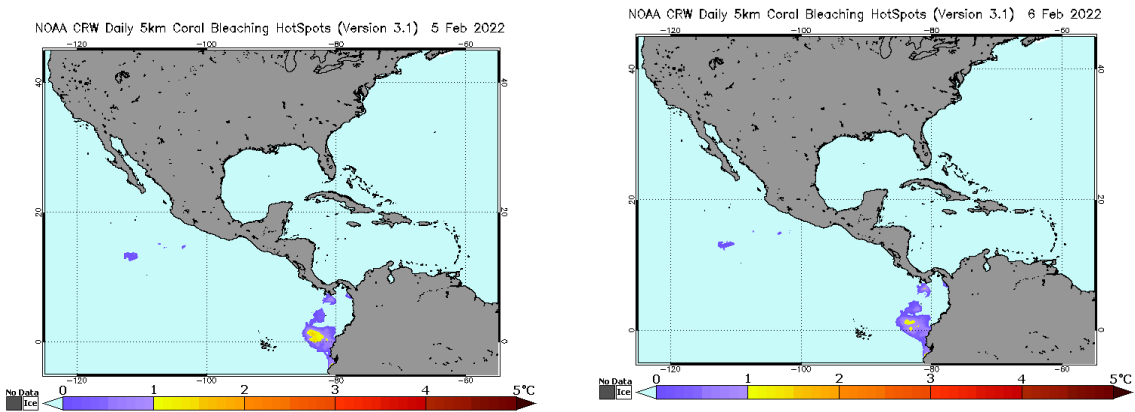 NOAA CRW Daily 5km Coral Bleaching HotSpots (Version 3.1) 5 Feb 2022
-120 -100 -80 -60
40 40
20 20
0 0
-120 -100 -80 -60
No Data
Ice
0 1 2 3 4 5°C
NOAA CRW Daily 5km Coral Bleaching HotSpots (Version 3.1) 6 Feb 2022
-120 -100 -80 -60
40 40
20 20
0 0
-120 -100 -80 -60
No Data
Ice
0 1 2 3 4 5°C